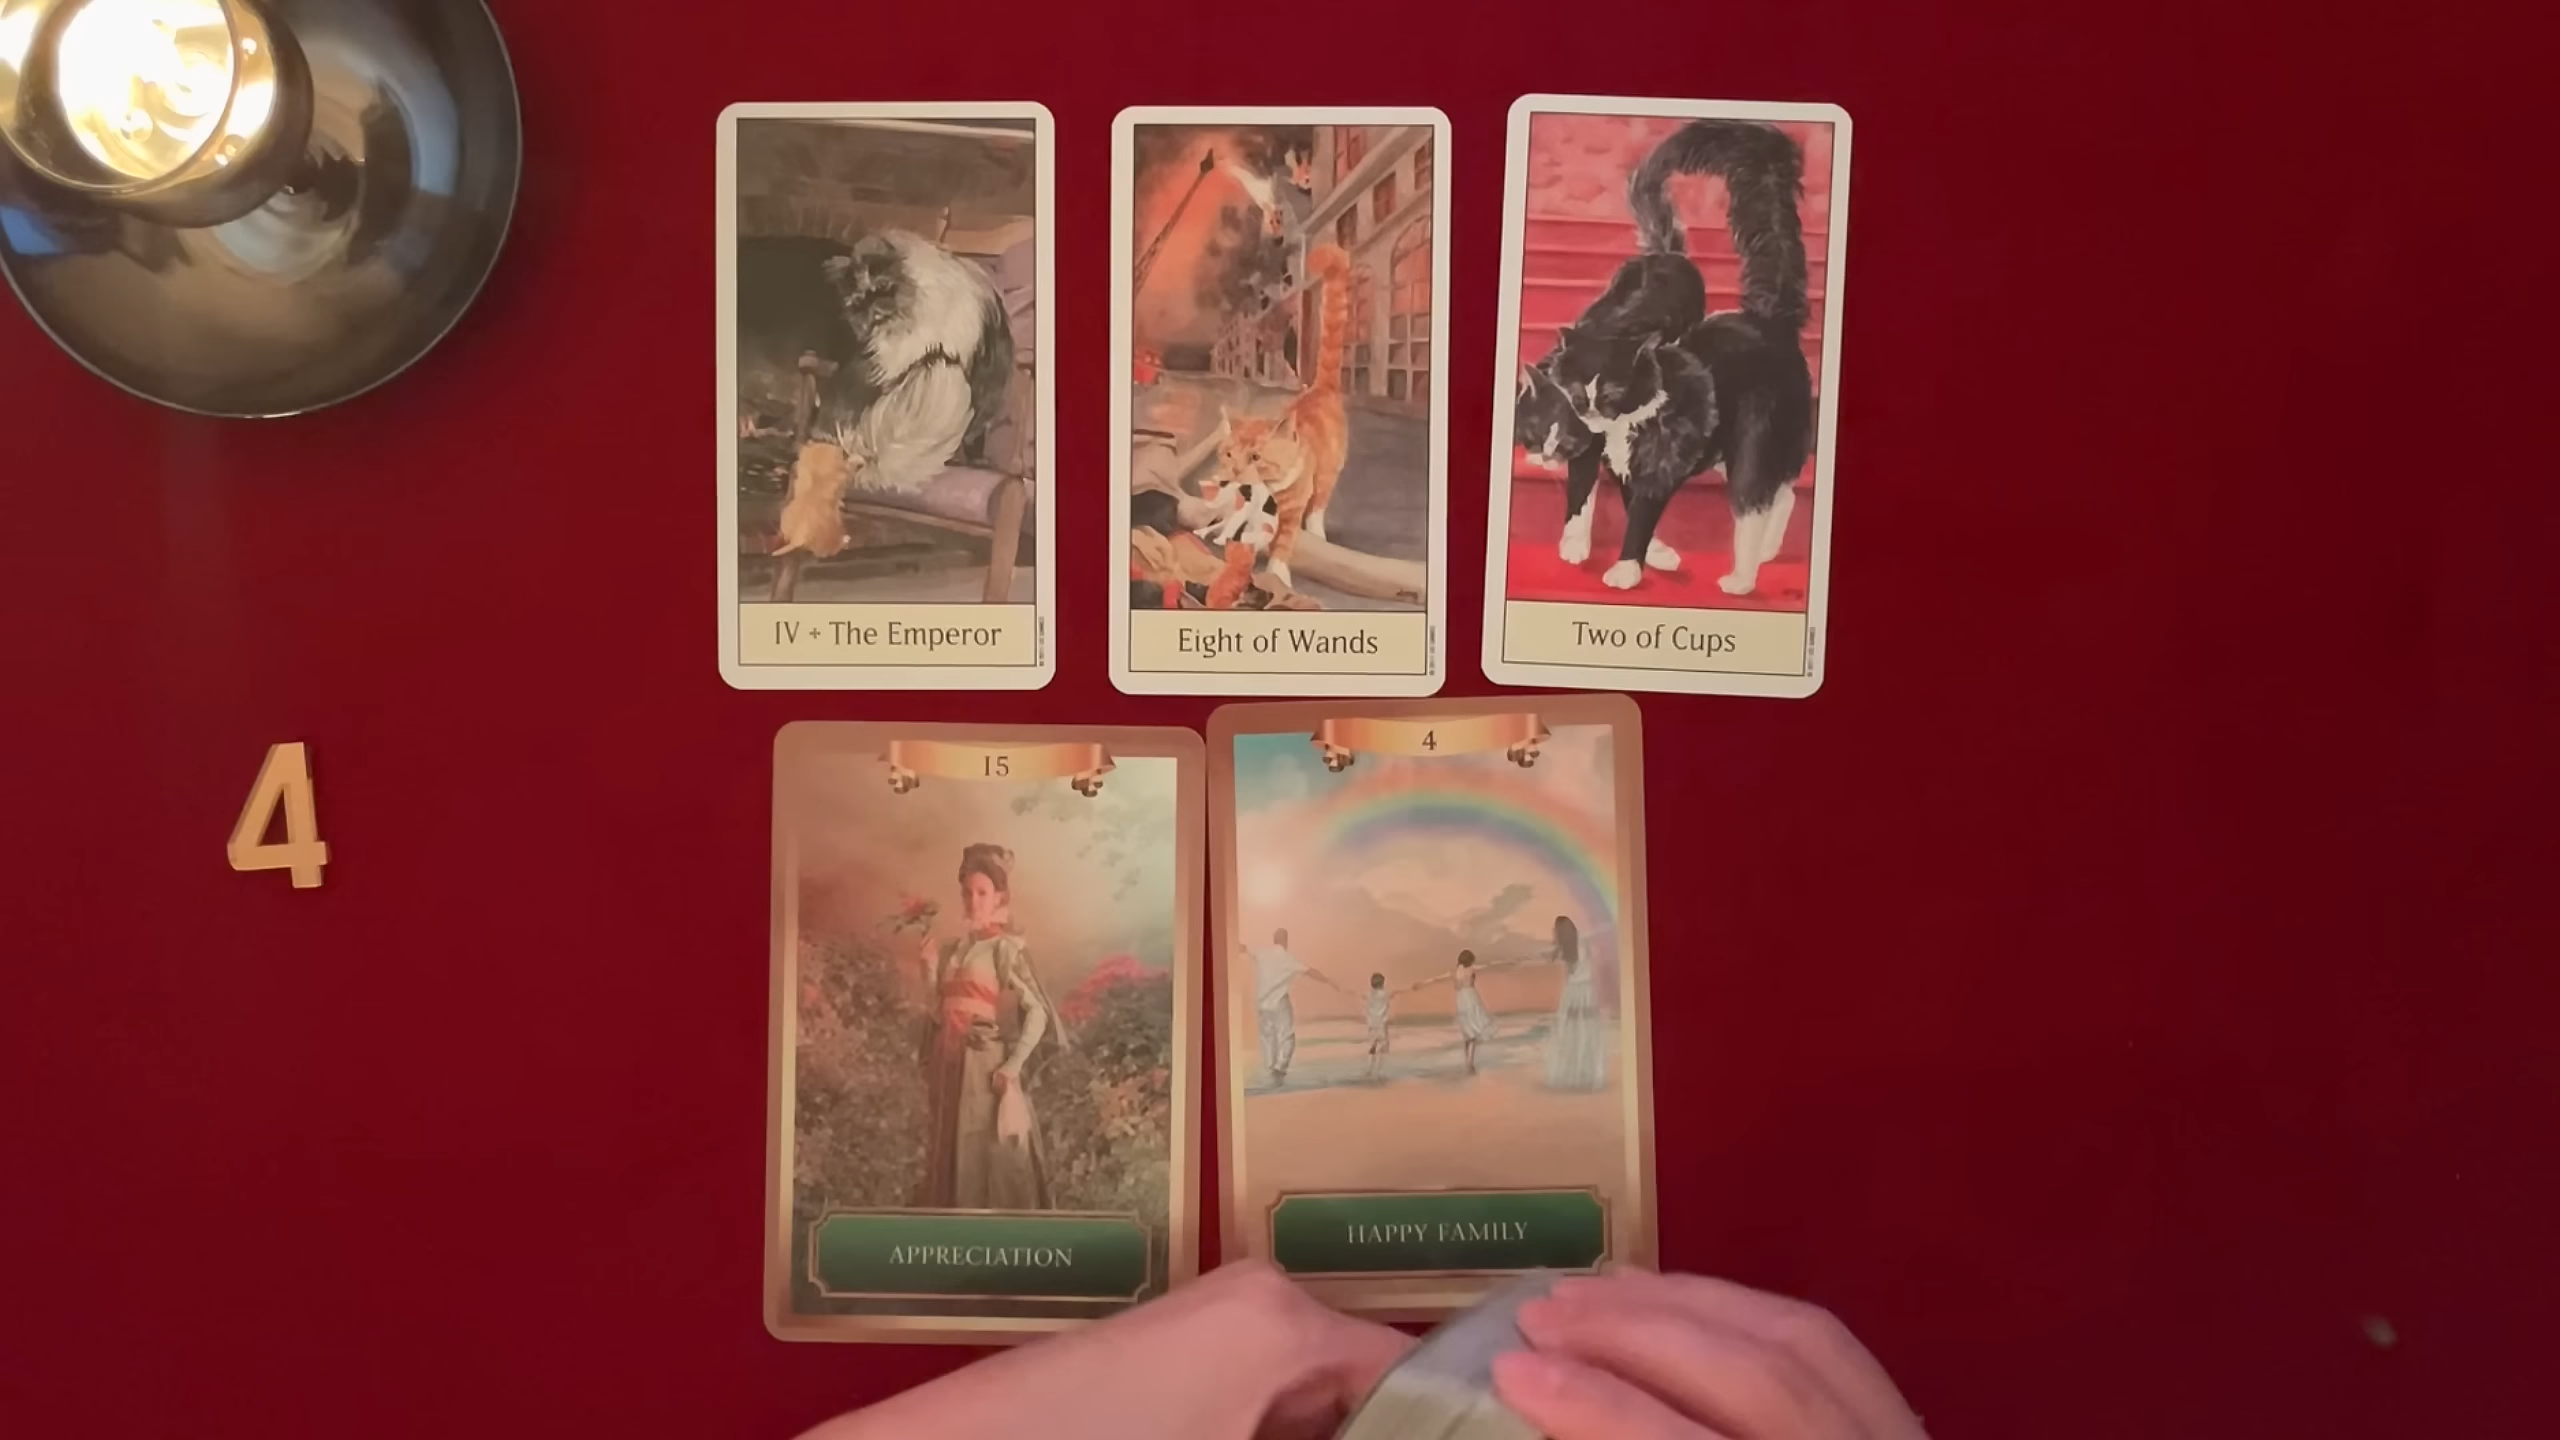 IV + The Emperor
Eight of Wands
Two of Cups
15
4
4
APPRECIATION
HAPPY FAMILY